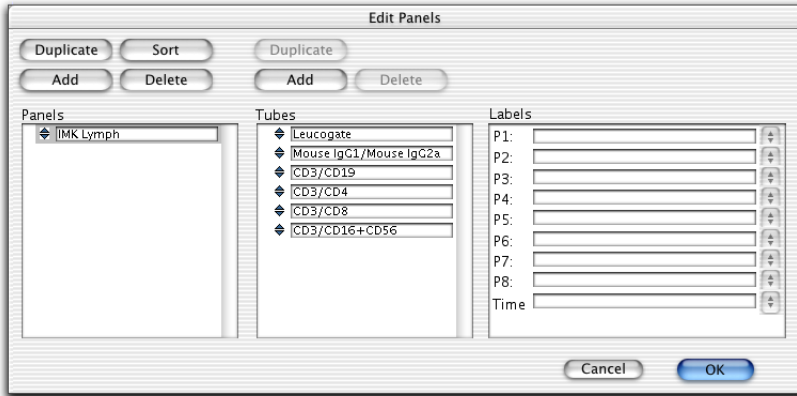 Edit Panels
Duplicate Sort Duplicate
Add Delete Add Delete
Panels Tubes Labels
IMK Lymph
Leucogate
Mouse IgG1/Mouse IgG2a
CD3/CD19
CD3/CD4
CD3/CD8
CD3/CD16+CD56
P1:
P2:
P3:
P4:
P5:
P6:
P7:
P8:
Time
Cancel OK